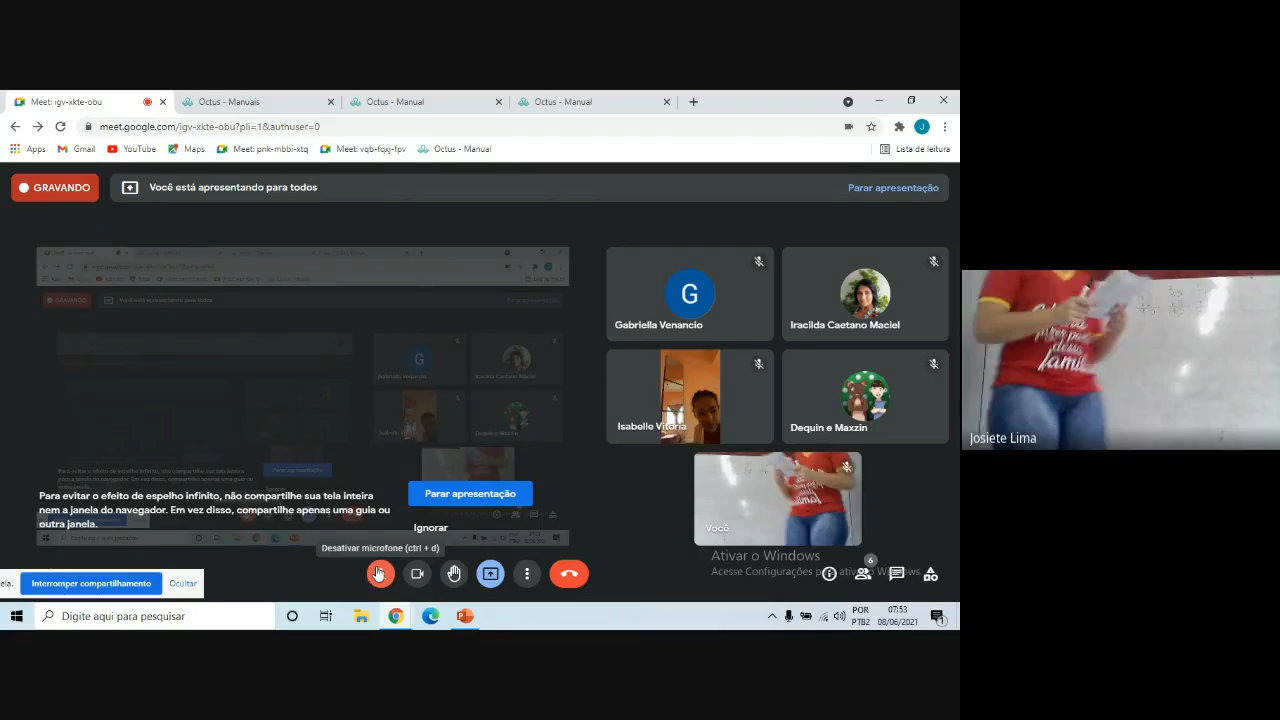 Meet: igv-xkte-obu
Octus - Manuais
Octus - Manual
Octus - Manual
meet.google.com/igv-xkte-obu?pli=1&authuser=0
Apps
Gmail
YouTube
Maps
Meet: pnk-mbbi-xtq
Meet: vqb-fqxj-fpv
Octus - Manual
Lista de leitura
GRAVANDO
Você está apresentando para todos
Parar apresentação
Gabriella Venancio
Iracilda Caetano Maciel
Isabelle Vitória
Dequin e Maxzin
Você
Josiete Lima
Para evitar o efeito de espelho infinito, não compartilhe sua tela inteira
nem a janela do navegador. Em vez disso, compartilhe apenas uma guia ou
outra janela.
Parar apresentação
Ignorar
Desativar microfone (ctrl + d)
Ativar o Windows
Acesse Configurações
6
Interromper compartilhamento
Ocultar
Digite aqui para pesquisar
POR
PTB2
07:53
08/06/2021